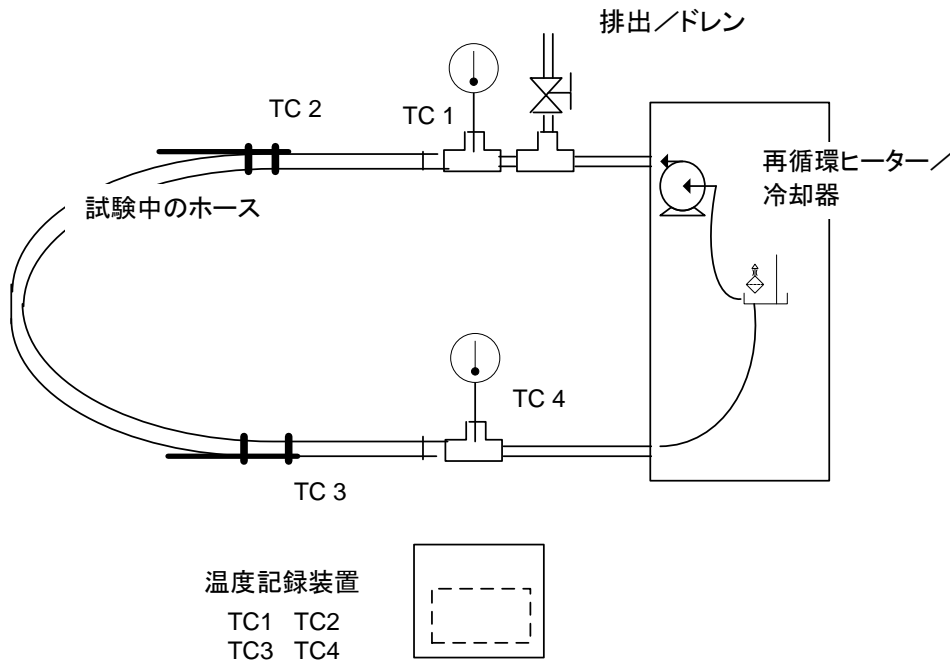 排出／ドレン
TC 2
TC 1
再循環ヒーター／
冷却器
試験中のホース
TC 4
TC 3
温度記録装置
TC1 TC2
TC3 TC4